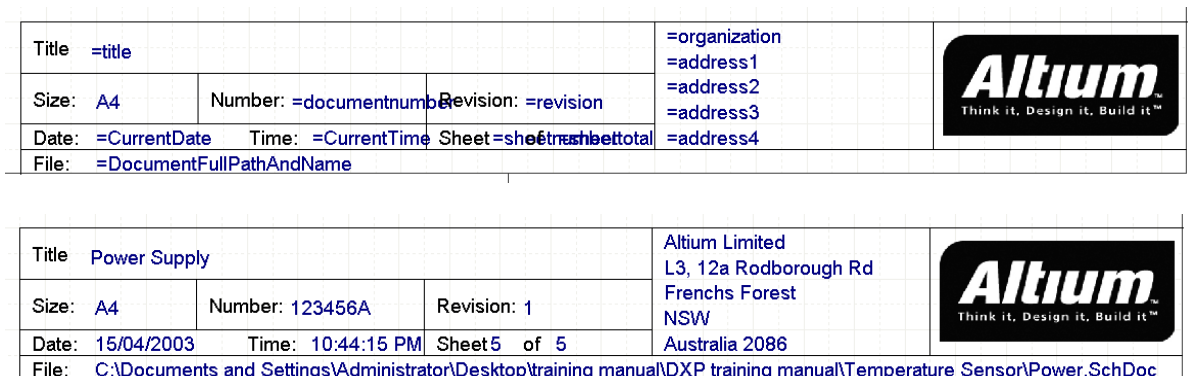 Title =title
=organization
=address1
=address2
=address3
=address4
Size: A4 Number: =documentnumber Revision: =revision
Date: =CurrentDate Time: =CurrentTime Sheet =sheetnumber of =sheettotal
File: =DocumentFullPathAndName
Altium
Think it, Design it, Build it™
Title Power Supply
Altium Limited
L3, 12a Rodborough Rd
Frenchs Forest
NSW
Australia 2086
Size: A4 Number: 123456A Revision: 1
Date: 15/04/2003 Time: 10:44:15 PM Sheet 5 of 5
File: C:\Documents and Settings\Administrator\Desktop\training manual\DXP training manual\Temperature Sensor\Power.SchDoc
Altium
Think it, Design it, Build it™